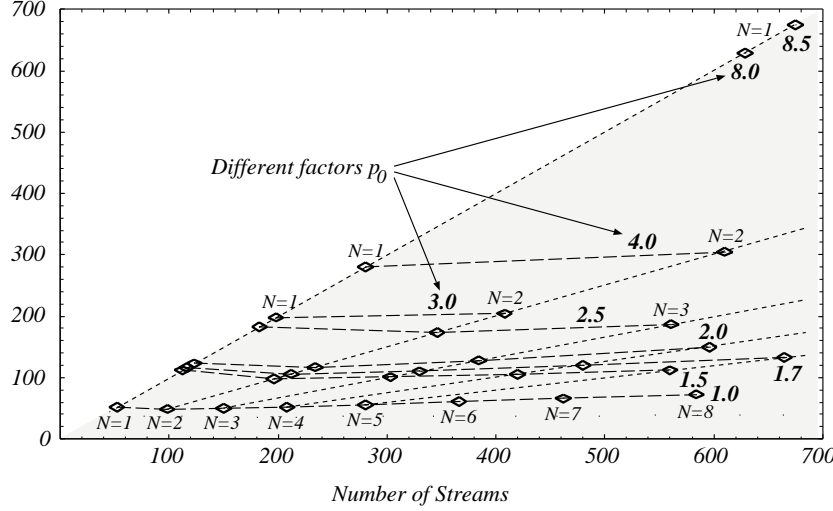 700
N=1
8.5
600
8.0
500
Different factors p0
400
N=1
4.0
N=2
300
N=1
3.0
N=2
2.5
N=3
200
2.0
100
1.5
1.7
1.0
N=1 N=2 N=3 N=4 N=5 N=6 N=7 N=8
0
100 200 300 400 500 600 700
Number of Streams